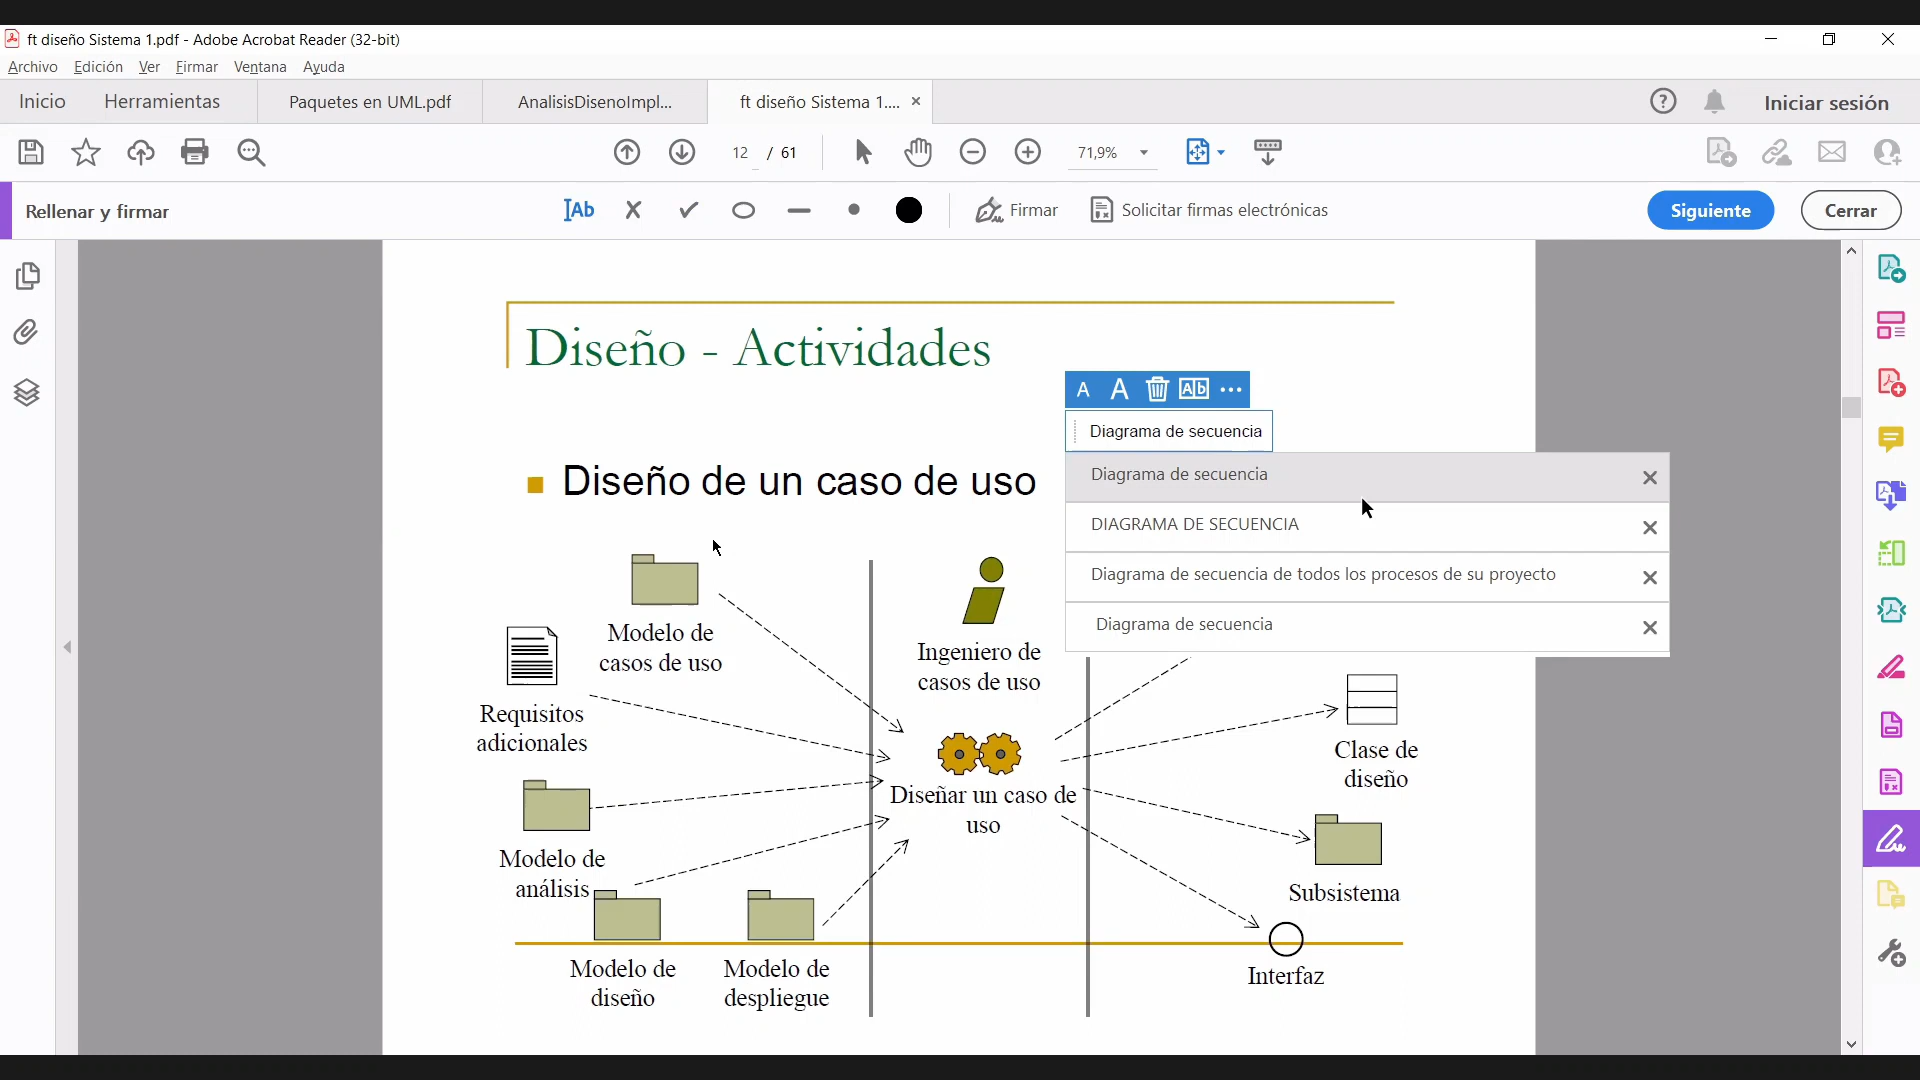 ft diseño Sistema 1.pdf - Adobe Acrobat Reader (32-bit)
Archivo Edición Ver Firmar Ventana Ayuda
Inicio Herramientas Paquetes en UML.pdf AnalisisDisenoImpl... ft diseño Sistema 1....
Iniciar sesión
12 / 61 71,9%
Rellenar y firmar
Ab Firmar Solicitar firmas electrónicas Siguiente Cerrar
Diseño - Actividades
A A Ab ...
Diagrama de secuencia
Diagrama de secuencia
DIAGRAMA DE SECUENCIA
Diagrama de secuencia de todos los procesos de su proyecto
Diagrama de secuencia
Diseño de un caso de uso
Modelo de
casos de uso
Requisitos
adicionales
Modelo de
análisis
Modelo de
diseño
Modelo de
despliegue
Ingeniero de
casos de uso
Diseñar un caso de
uso
Clase de
diseño
Subsistema
Interfaz